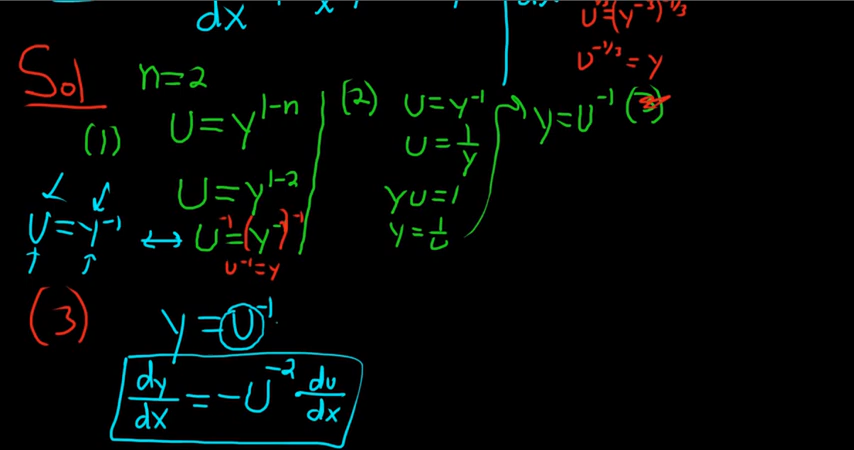 dx
U = (y⁻³)^-1/3
U^-1/3 = y
Sol
n=2
(1)
U = y^1-n
U = y^1-2
U⁻¹ = (y⁻¹)⁻¹
U⁻¹ = y
U = y⁻¹ ↔
(2)
U = y⁻¹
U = 1/y
yU = 1
y = 1/U
y = U⁻¹
(3)
y = U⁻¹
dy/dx = -U⁻² du/dx